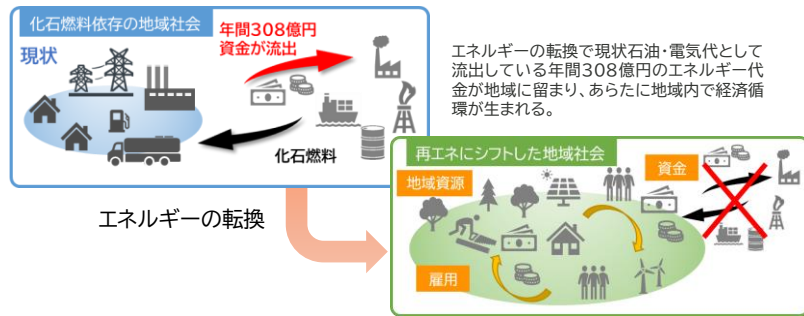 化石燃料依存の地域社会
現状
年間308億円
資金が流出
化石燃料
エネルギーの転換で現状石油・電気代として
流出している年間308億円のエネルギー代
金が地域に留まり、あらたに地域内で経済循
環が生まれる。
エネルギーの転換
再エネにシフトした地域社会
地域資源
資金
雇用